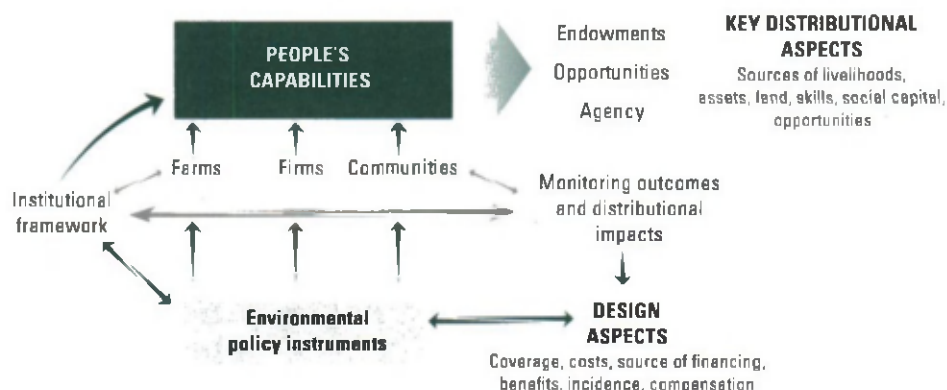 PEOPLE'S
CAPABILITIES
Endowments
Opportunities
Agency
KEY DISTRIBUTIONAL
ASPECTS
Sources of livelihoods,
assets, land, skills, social capital,
opportunities
Farms
Firms
Communities
Institutional
framework
Monitoring outcomes
and distributional
impacts
Environmental
policy instruments
DESIGN
ASPECTS
Coverage, costs, source of financing,
benefits, incidence, compensation